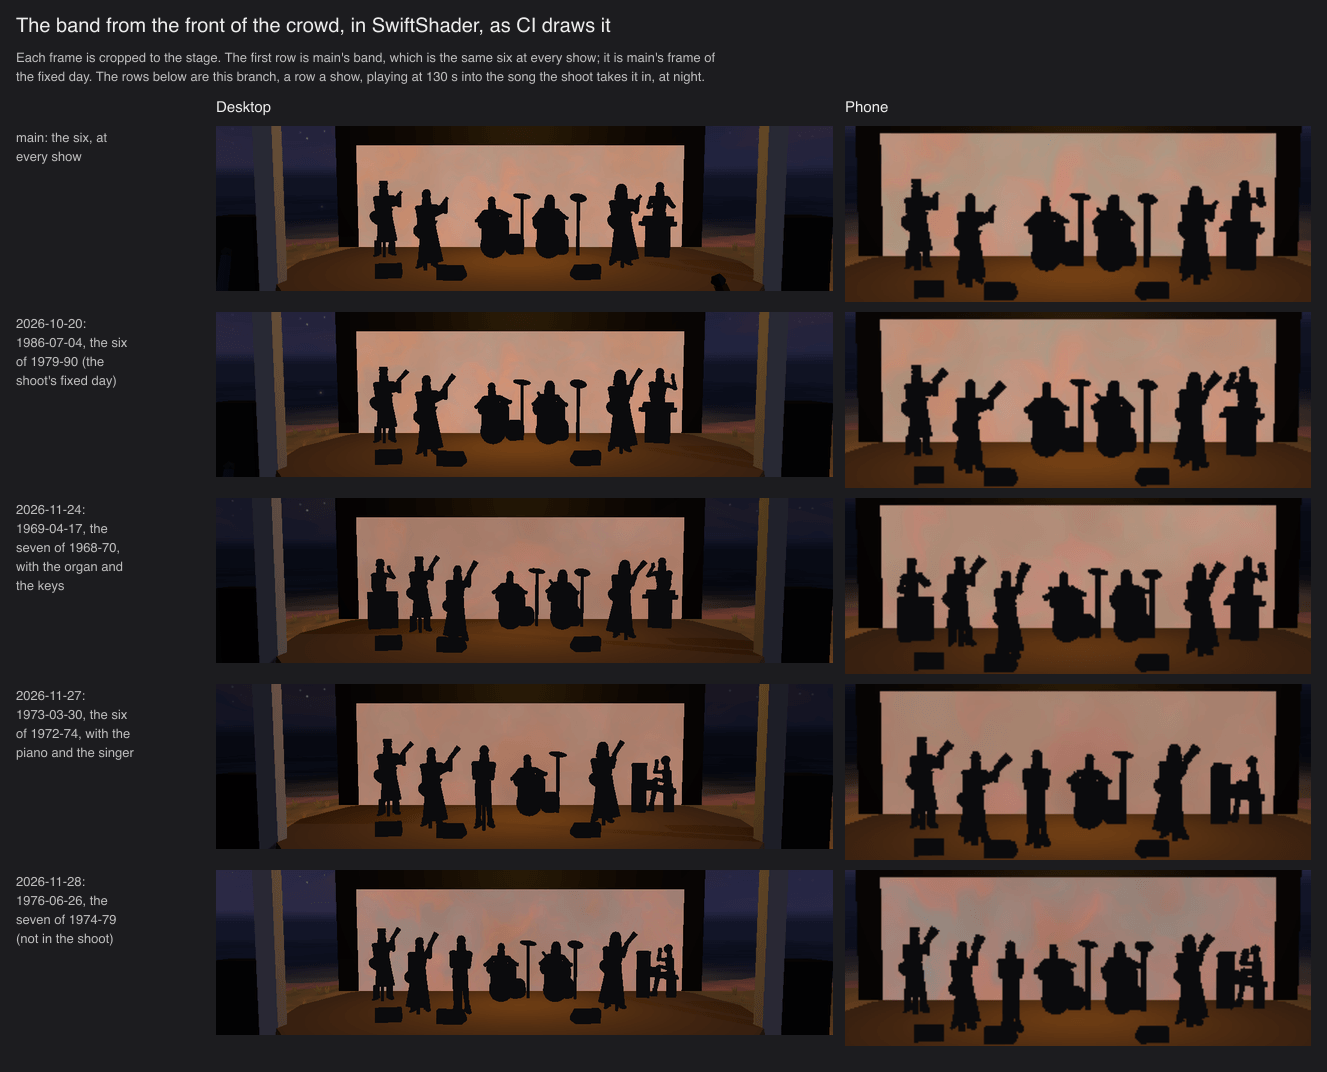 The band from the front of the crowd, in SwiftShader, as CI draws it
Each frame is cropped to the stage. The first row is main's band, which is the same six at every show; it is main's frame of
the fixed day. The rows below are this branch, a row a show, playing at 130 s into the song the shoot takes it in, at night.
Desktop
Phone
main: the six, at
every show
2026-10-20:
1986-07-04, the six
of 1979-90 (the
shoot's fixed day)
2026-11-24:
1969-04-17, the
seven of 1968-70,
with the organ and
the keys
2026-11-27:
1973-03-30, the six
of 1972-74, with the
piano and the singer
2026-11-28:
1976-06-26, the
seven of 1974-79
(not in the shoot)